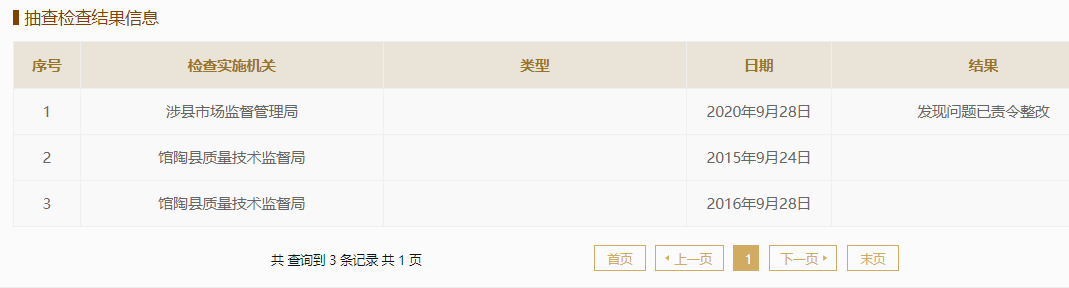 抽查检查结果信息
序号 检查实施机关 类型 日期 结果
1 涉县市场监督管理局 2020年9月28日 发现问题已责令整改
2 馆陶县质量技术监督局 2015年9月24日
3 馆陶县质量技术监督局 2016年9月28日
共 查询到 3 条记录 共 1 页 首页 上一页 1 下一页 末页